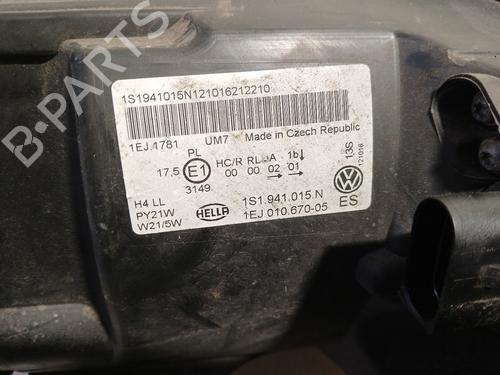 1S1941015N121016212210
1EJ.1781 UM7 Made in Czech Republic
PL HC/R RL DA 1b↓
17,5 E1 00 00 02 01
3149
H4 LL
PY21W
W21/5W
HELLA
1S1.941.015.N
1EJ 010.670-05
ES
13S
121016
B-PARTS